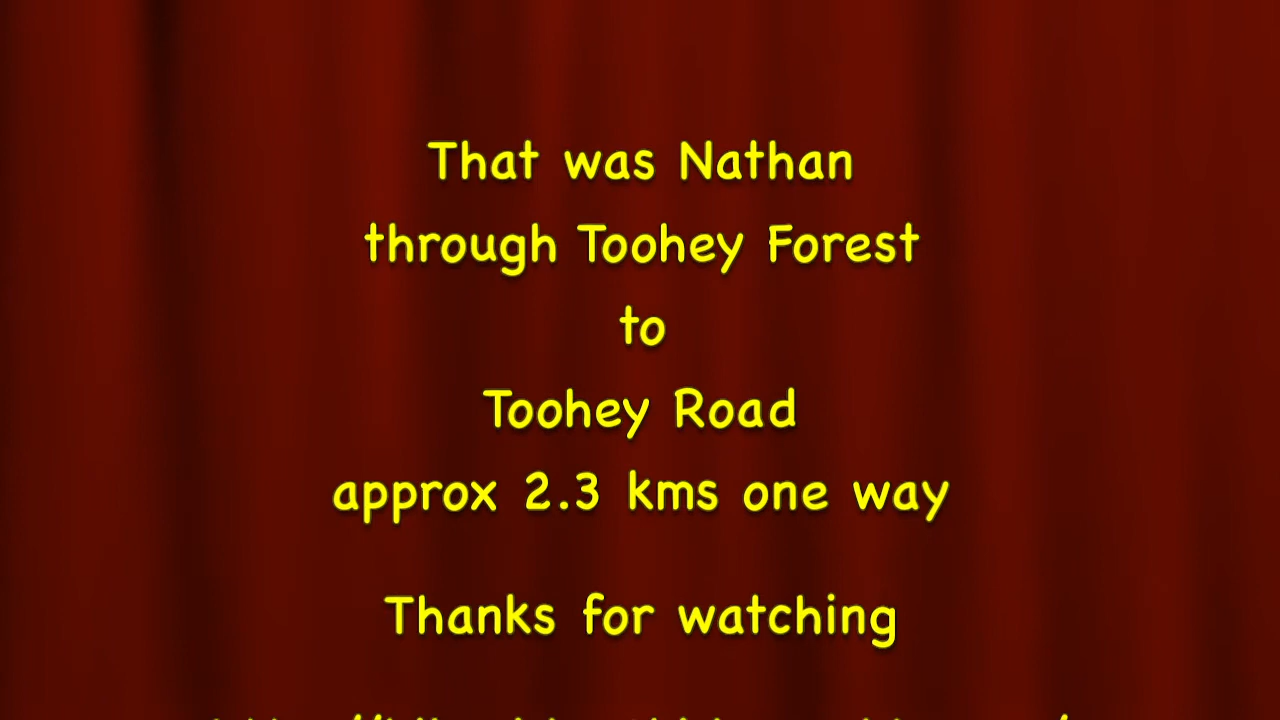 That was Nathan
through Toohey Forest
to
Toohey Road
approx 2.3 kms one way
Thanks for watching